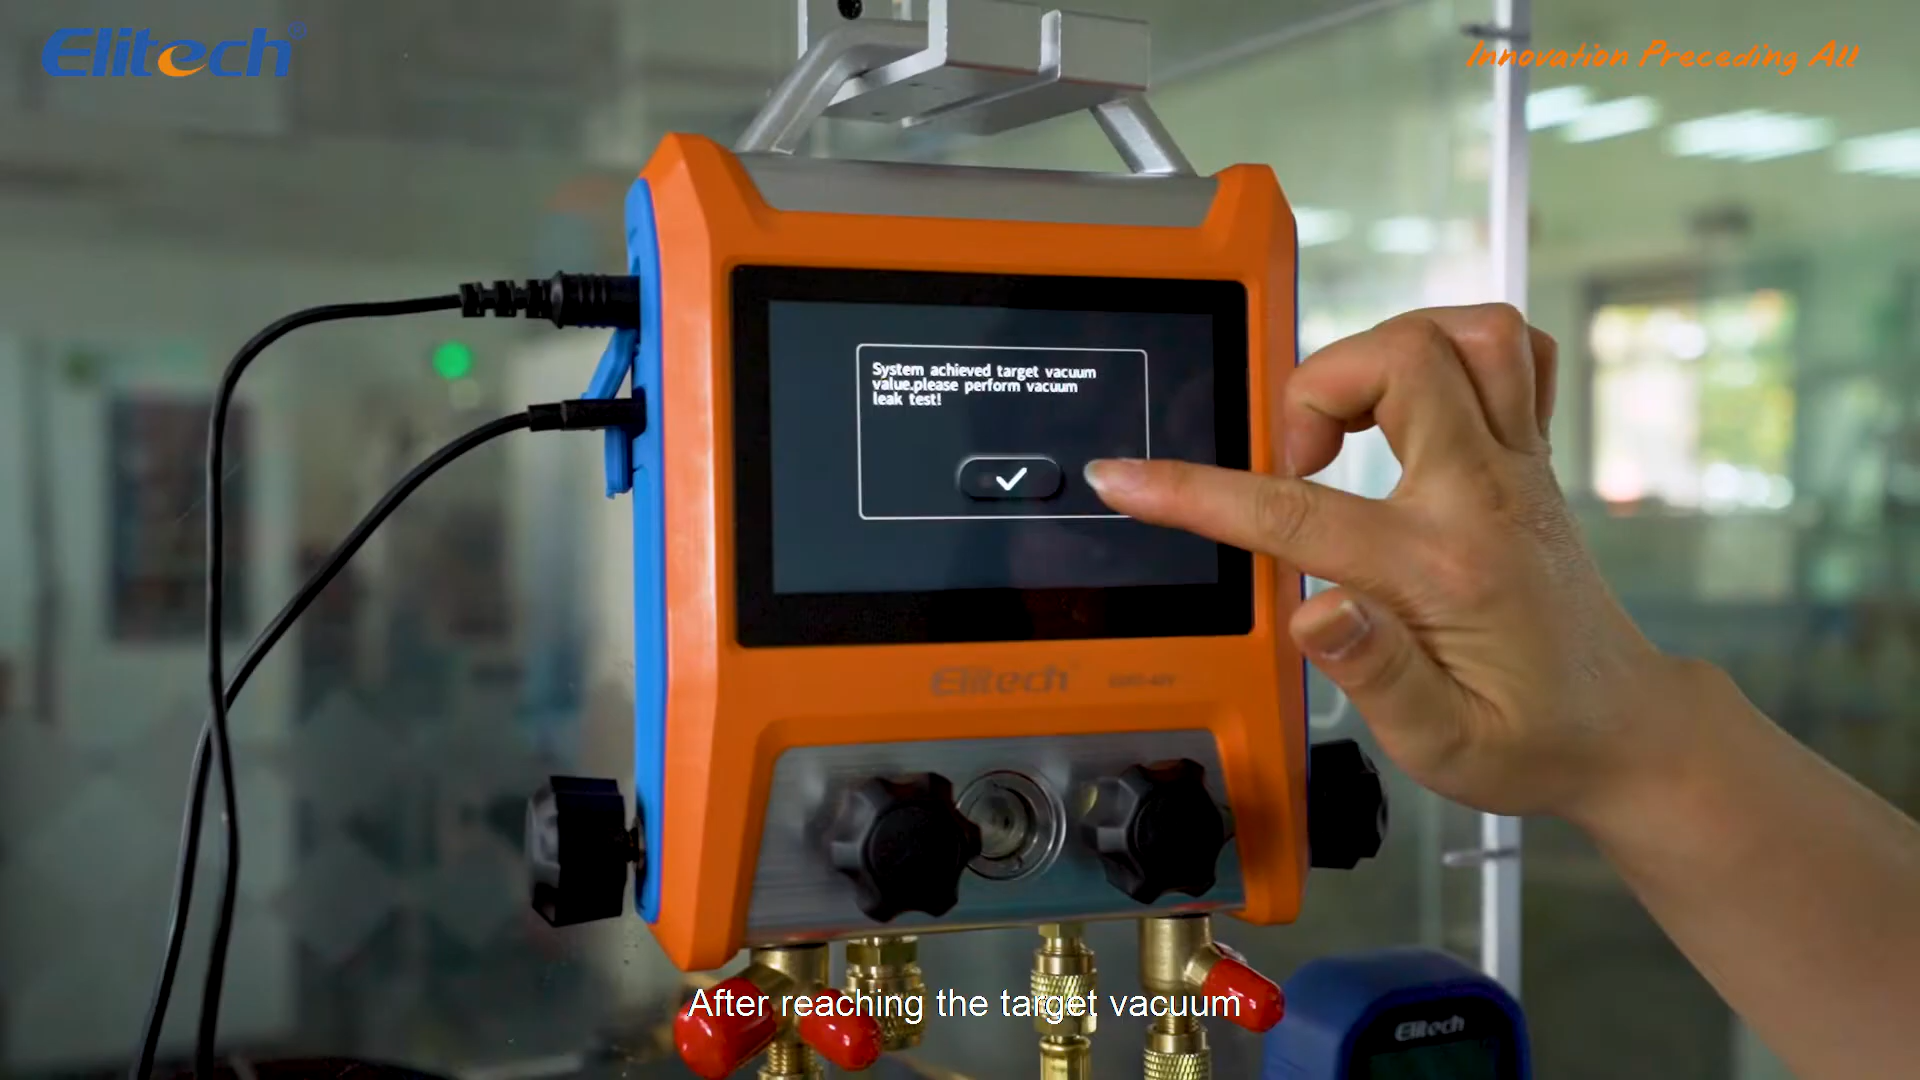 Elitech®
Innovation Preceding All
System achieved target vacuum
value.please perform vacuum
leak test!
Elitech
After reaching the target vacuum
Elitech